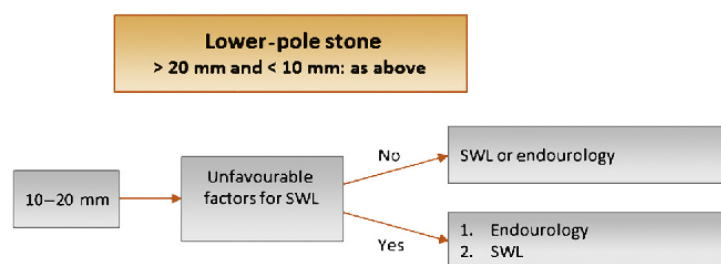 Lower-pole stone
> 20 mm and < 10 mm: as above
No
SWL or endourology
Unfavourable
factors for SWL
10–20 mm
1. Endourology
2. SWL
Yes